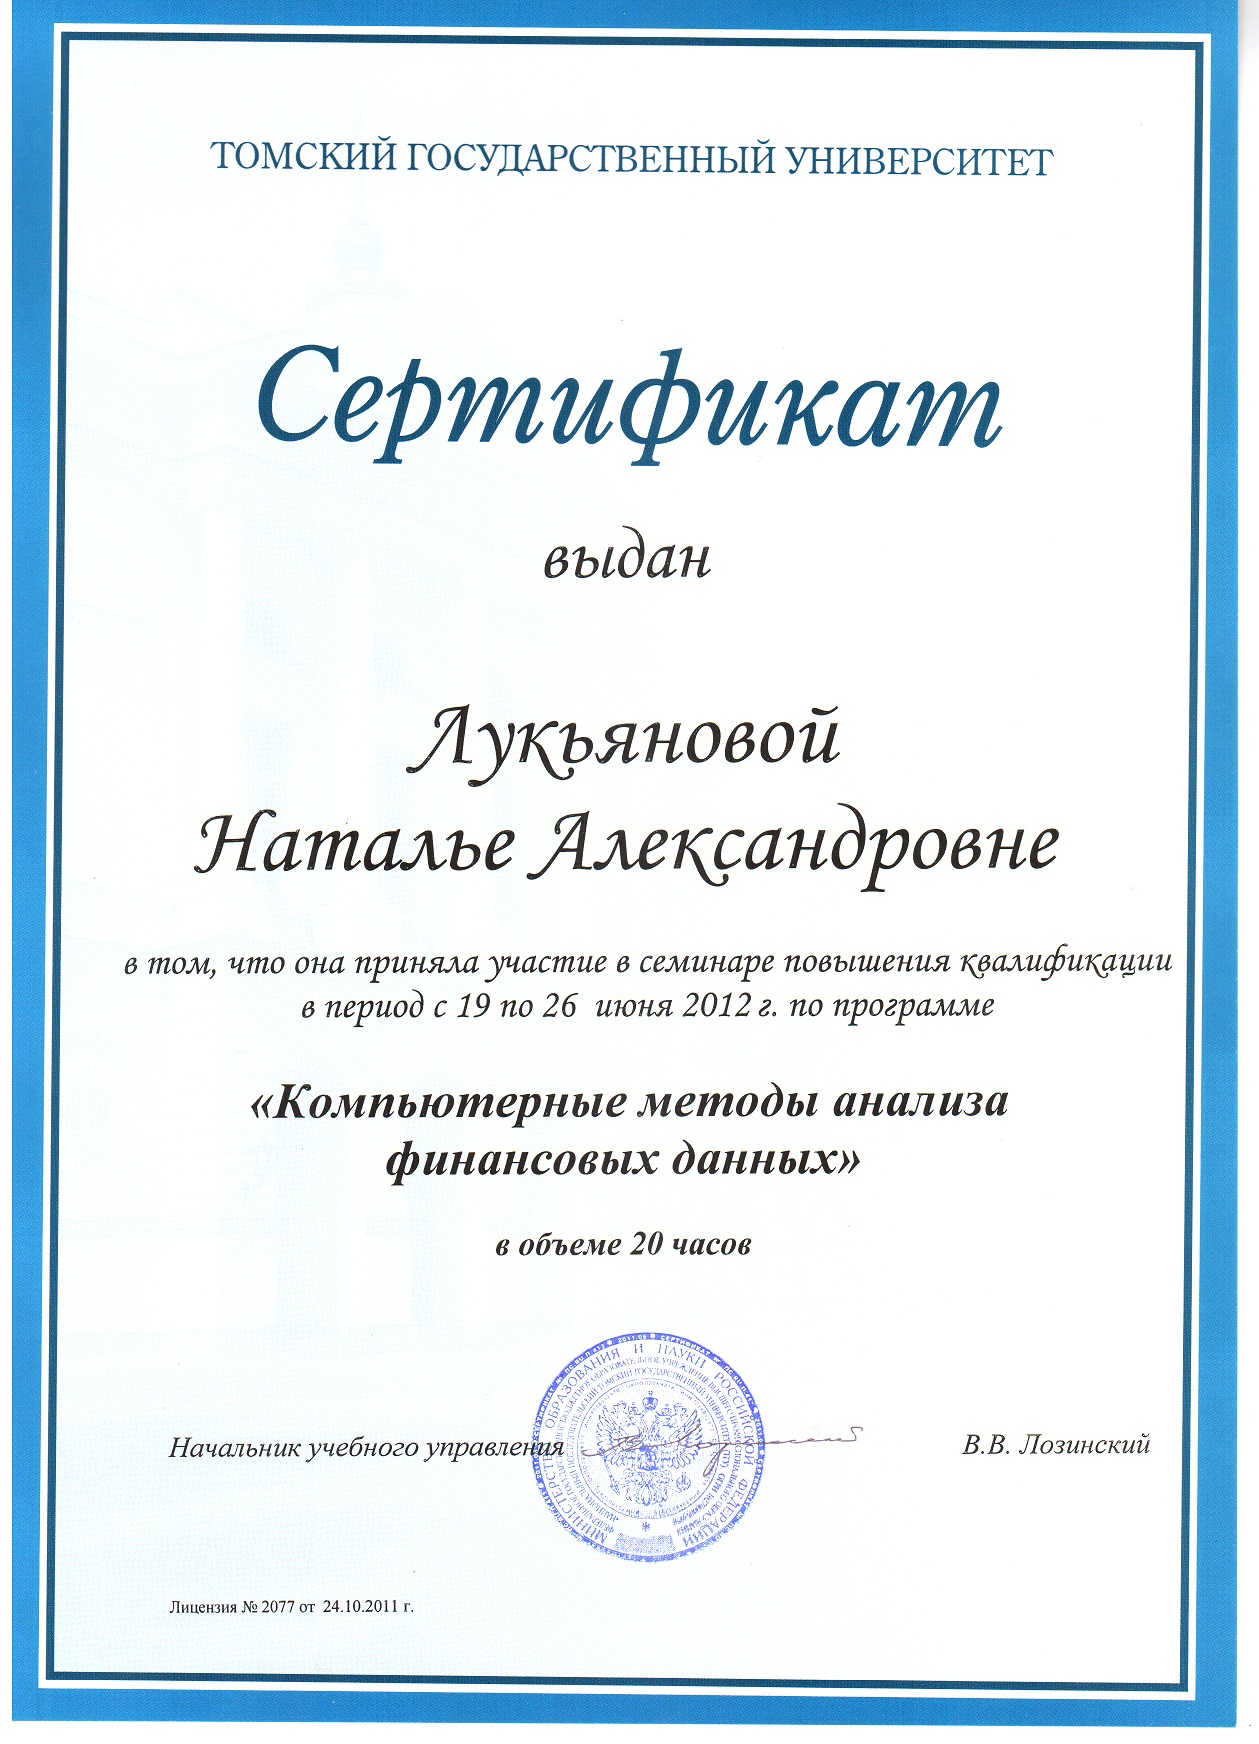 ТОМСКИЙ ГОСУДАРСТВЕННЫЙ УНИВЕРСИТЕТ
Сертификат
выдан
Лукьяновой
Наталье Александровне
в том, что она приняла участие в семинаре повышения квалификации
в период с 19 по 26 июня 2012 г. по программе
«Компьютерные методы анализа
финансовых данных»
в объеме 20 часов
МИНИСТЕРСТВО ОБРАЗОВАНИЯ И НАУКИ РОССИЙСКОЙ ФЕДЕРАЦИИ
Начальник учебного управления
В.В. Лозинский
Лицензия № 2077 от 24.10.2011 г.